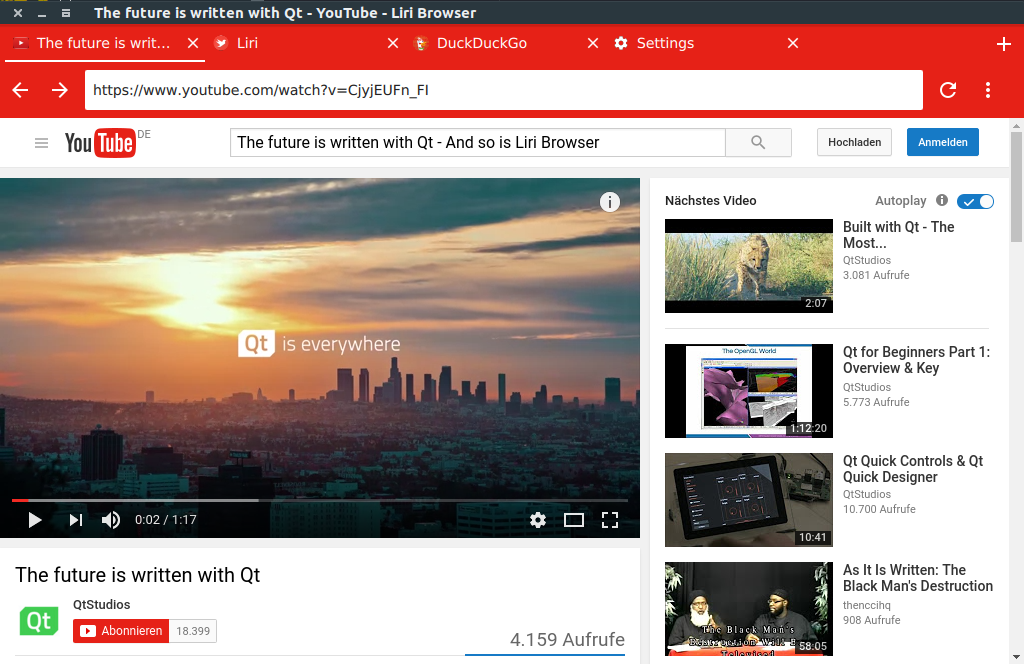 The future is written with Qt - YouTube - Liri Browser
The future is writ...
Liri
DuckDuckGo
Settings
https://www.youtube.com/watch?v=CjyjEUFn_FI
YouTube DE
The future is written with Qt - And so is Liri Browser
Hochladen
Anmelden
Qt is everywhere
0:02 / 1:17
The future is written with Qt
Qt
QtStudios
Abonnieren
18.399
4.159 Aufrufe
Nächstes Video
Autoplay
2:07
Built with Qt - The
Most...
QtStudios
3.081 Aufrufe
The OpenGL World
1:12:20
Qt for Beginners Part 1:
Overview & Key
QtStudios
5.773 Aufrufe
10:41
Qt Quick Controls & Qt
Quick Designer
QtStudios
10.700 Aufrufe
The Black Man's
Destruction Will B
Televised
58:05
As It Is Written: The
Black Man's Destruction
thenccihq
908 Aufrufe